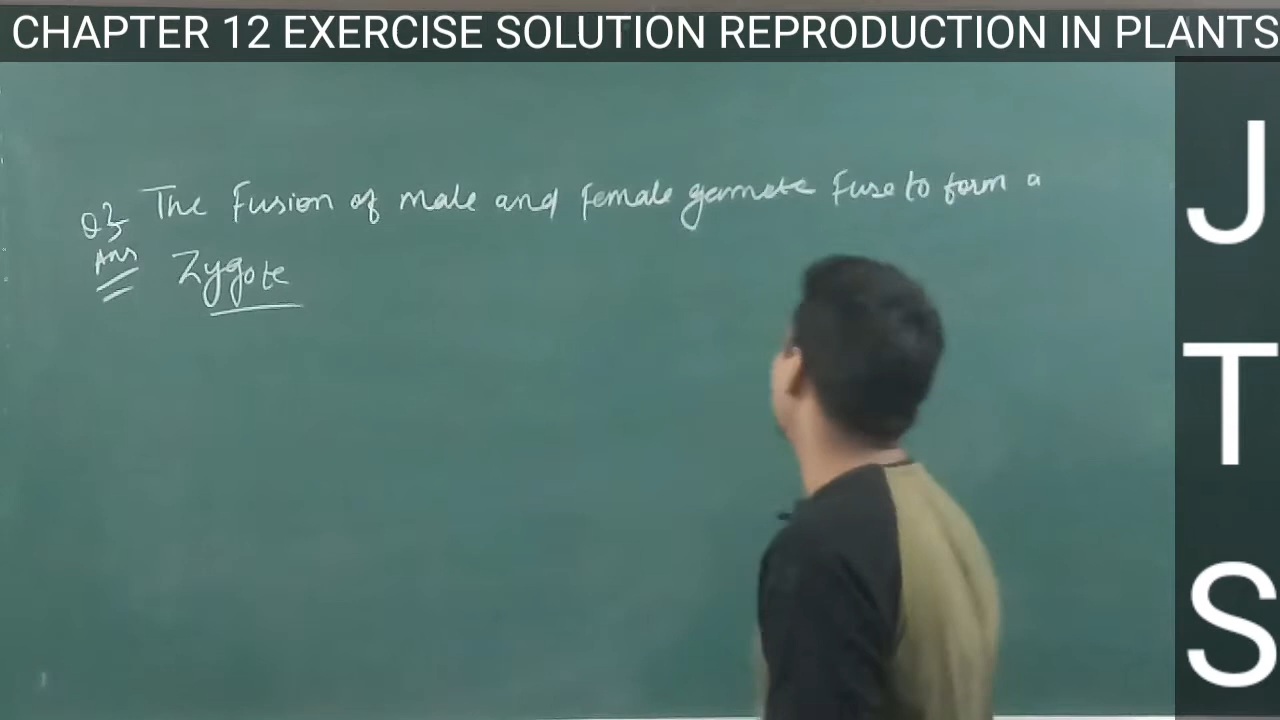 CHAPTER 12 EXERCISE SOLUTION REPRODUCTION IN PLANTS
The Fusion of male and female gamete fuse to form a
Ans
Zygote
J
T
S